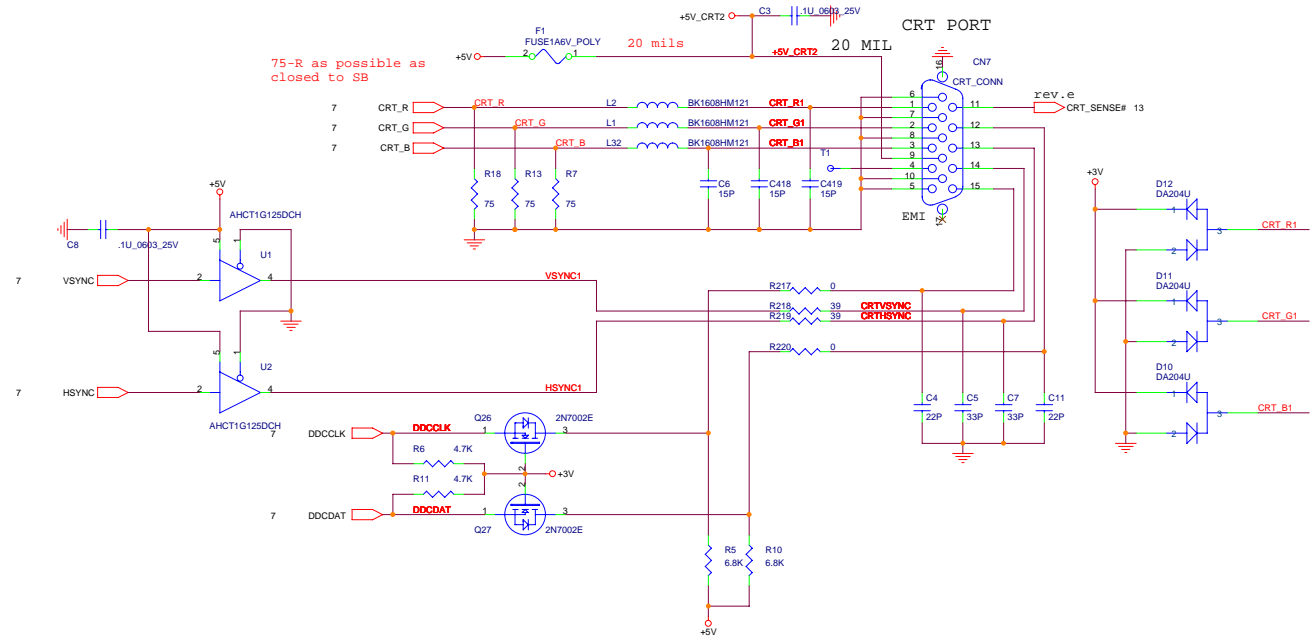 C3
.1U_0603_25V
+5V_CRT2
CRT PORT
F1
FUSE1A6V_POLY
20 mils
20 MIL
+5V
2
1
+5V_CRT2
16
CN7
CRT_CONN
75-R as possible as
closed to SB
rev.e
7
CRT_R
CRT_R
L2
BK1608HM121
CRT_R1
6
1
7
11
CRT_SENSE# 13
7
CRT_G
CRT_G
L1
BK1608HM121
CRT_G1
2
8
12
7
CRT_B
CRT_B
L32
BK1608HM121
CRT_B1
3
9
13
T1
4
10
14
5
15
R18
75
R13
75
R7
75
C6
15P
C418
15P
C419
15P
EMI
17
+5V
AHCT1G125DCH
C8
.1U_0603_25V
5
1
U1
7
VSYNC
2
4
VSYNC1
5
1
U2
7
HSYNC
2
4
HSYNC1
AHCT1G125DCH
R217
0
R218
39
CRTVSYNC
R219
39
CRTHSYNC
R220
0
C4
22P
C5
33P
C7
33P
C11
22P
Q26
2N7002E
7
DDCCLK
DDCCLK
1
3
2
R6
4.7K
+3V
R11
4.7K
2
7
DDCDAT
DDCDAT
1
3
Q27
2N7002E
R5
6.8K
R10
6.8K
+5V
+3V
D12
DA204U
1
2
3
CRT_R1
D11
DA204U
1
2
3
CRT_G1
D10
DA204U
1
2
3
CRT_B1